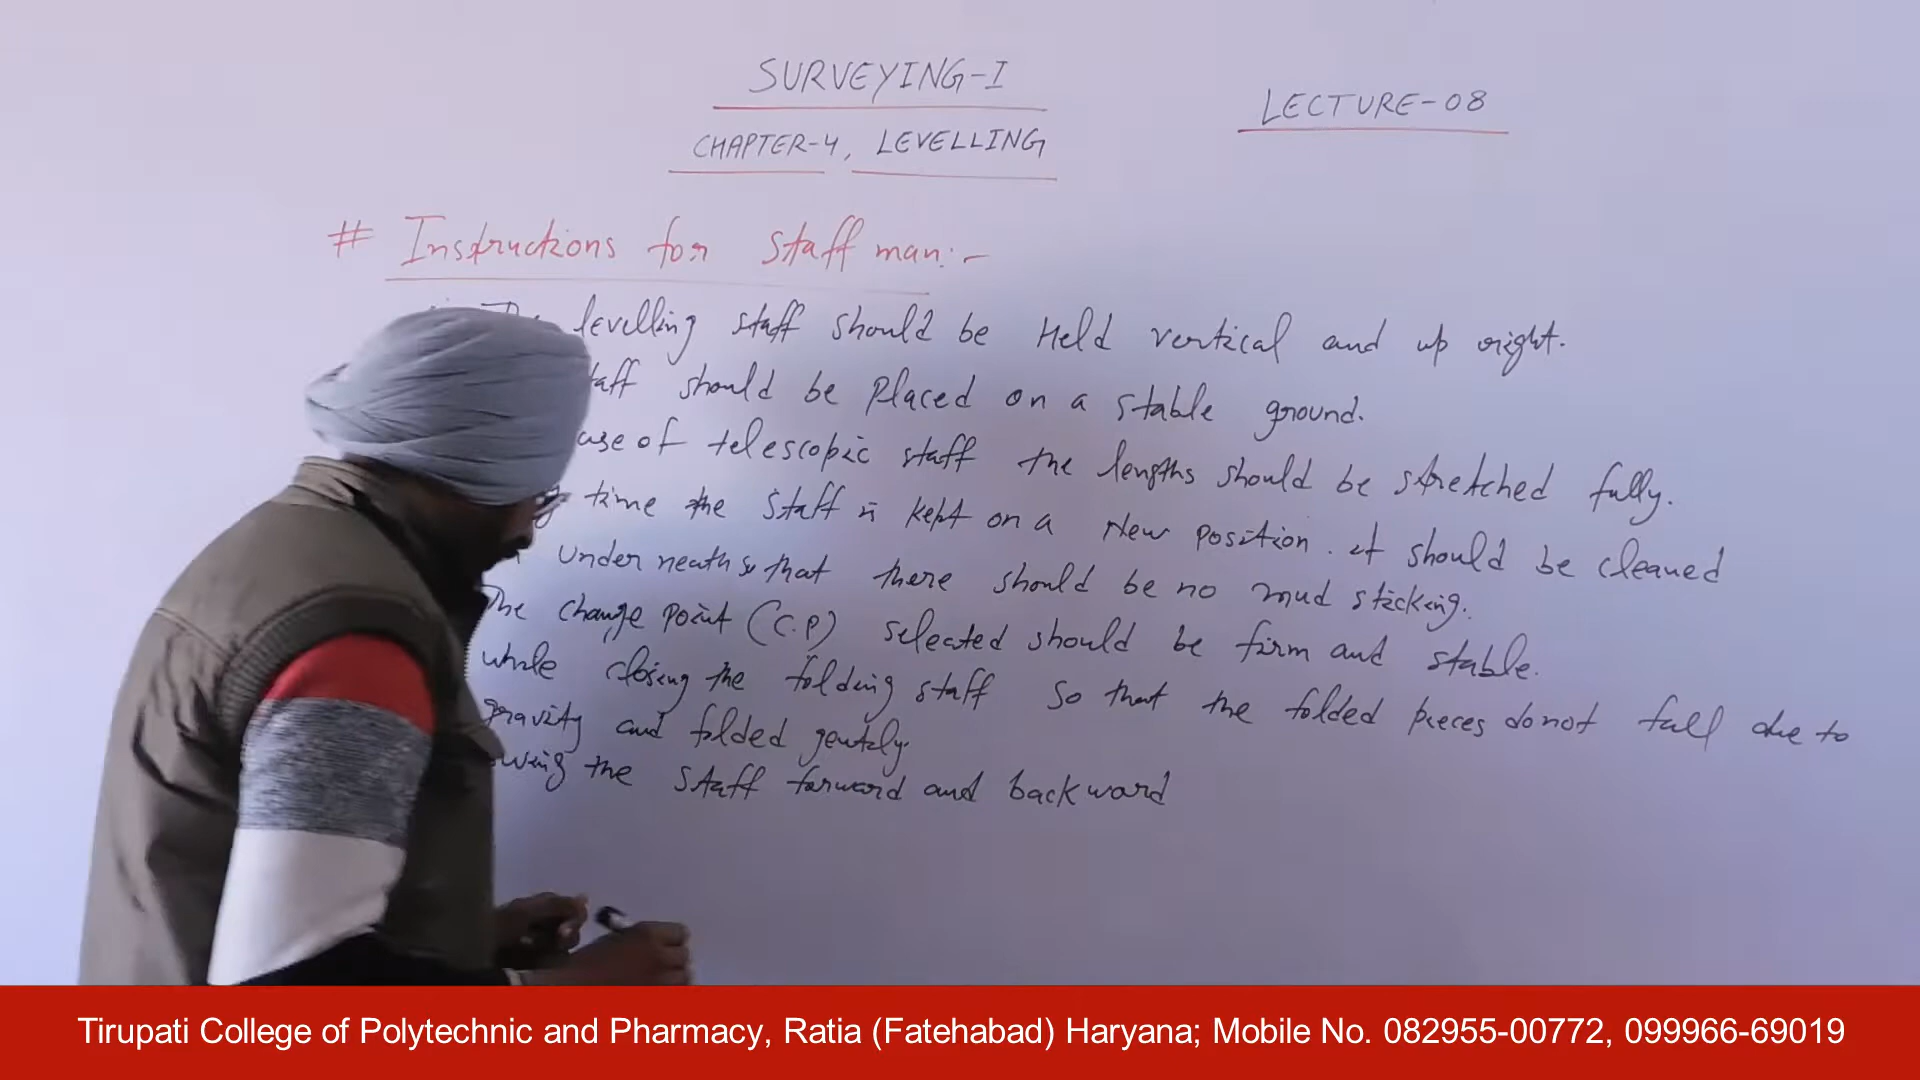 SURVEYING-I
LECTURE-08
CHAPTER-4, LEVELLING
# Instructions for Staff man:-
levelling staff should be Held vertical and up right.
should be Placed on a stable ground.
of telescopic staff the lengths should be stretched fully.
time the staff is kept on a New position. it should be cleaned
under neath so that there should be no mud sticking.
The change point (C.P) selected should be firm and stable.
while closing the folding staff so that the folded pieces do not fall due to
gravity and folded gently.
the staff forward and backward
Tirupati College of Polytechnic and Pharmacy, Ratia (Fatehabad) Haryana; Mobile No. 082955-00772, 099966-69019